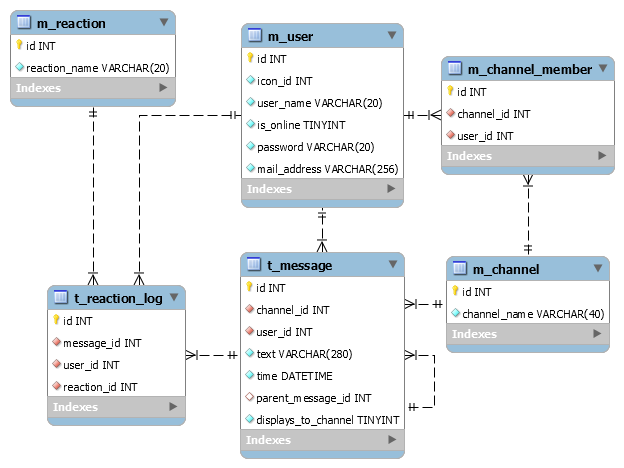 m_reaction
id INT
reaction_name VARCHAR(20)
Indexes
m_user
id INT
icon_id INT
user_name VARCHAR(20)
is_online TINYINT
password VARCHAR(20)
mail_address VARCHAR(256)
Indexes
m_channel_member
id INT
channel_id INT
user_id INT
Indexes
t_reaction_log
id INT
message_id INT
user_id INT
reaction_id INT
Indexes
t_message
id INT
channel_id INT
user_id INT
text VARCHAR(280)
time DATETIME
parent_message_id INT
displays_to_channel TINYINT
Indexes
m_channel
id INT
channel_name VARCHAR(40)
Indexes